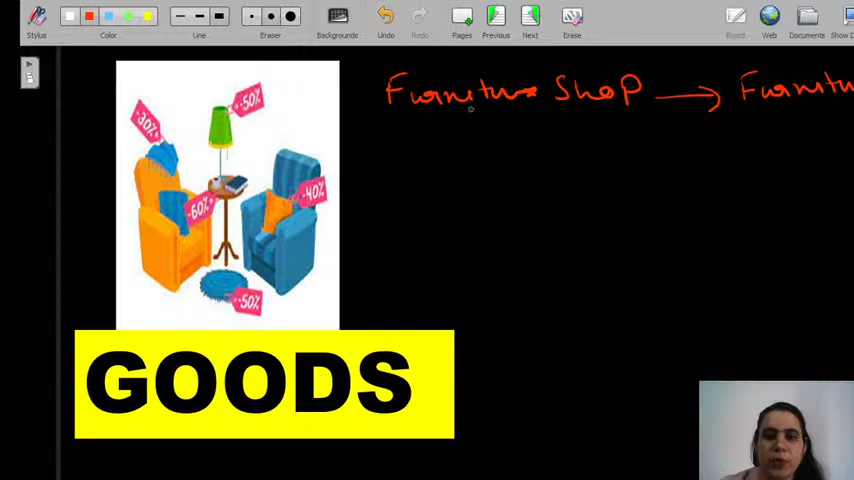 Stylus
Color
Line
Eraser
Backgrounds
Undo
Redo
Pages
Previous
Next
Erase
Board
Web
Documents
Show D
Furniture Shop → Furnitu
-50%
-30%
-40%
-60%
-50%
GOODS